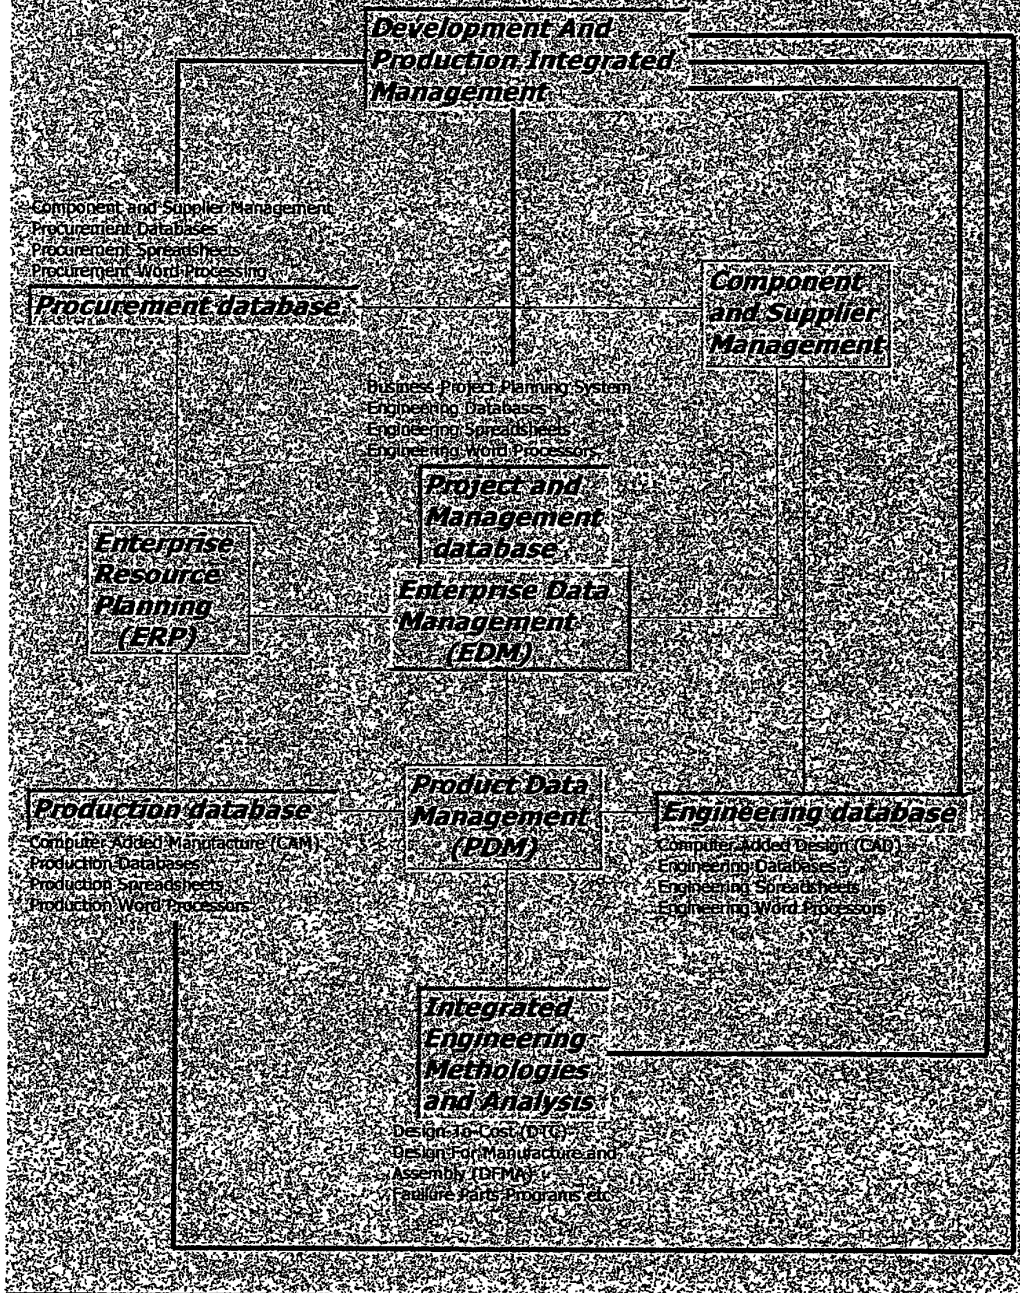 Development And
Production Integrated
Management
Component and Supplier Management
Procurement Databases
Procurement Spreadsheets
Procurement Word Processing
Procurement database
Component
and Supplier
Management
Business Project Planning System
Engineering Databases
Engineering Spreadsheets
Engineering Word Processors
Project and
Management
database
Enterprise
Resource
Planning
(ERP)
Enterprise Data
Management
(EDM)
Production database
Computer Added Manufacture (CAM)
Production Databases
Production Spreadsheets
Production Word Processors
Product Data
Management
(PDM)
Engineering database
Computer Added Design (CAD)
Engineering Databases
Engineering Spreadsheets
Engineering Word Processors
Integrated
Engineering
Methologies
and Analysis
Design-To-Cost (DTC)
Design For Manufacture and
Assembly (DFMA)
Faullure Parts Programs etc